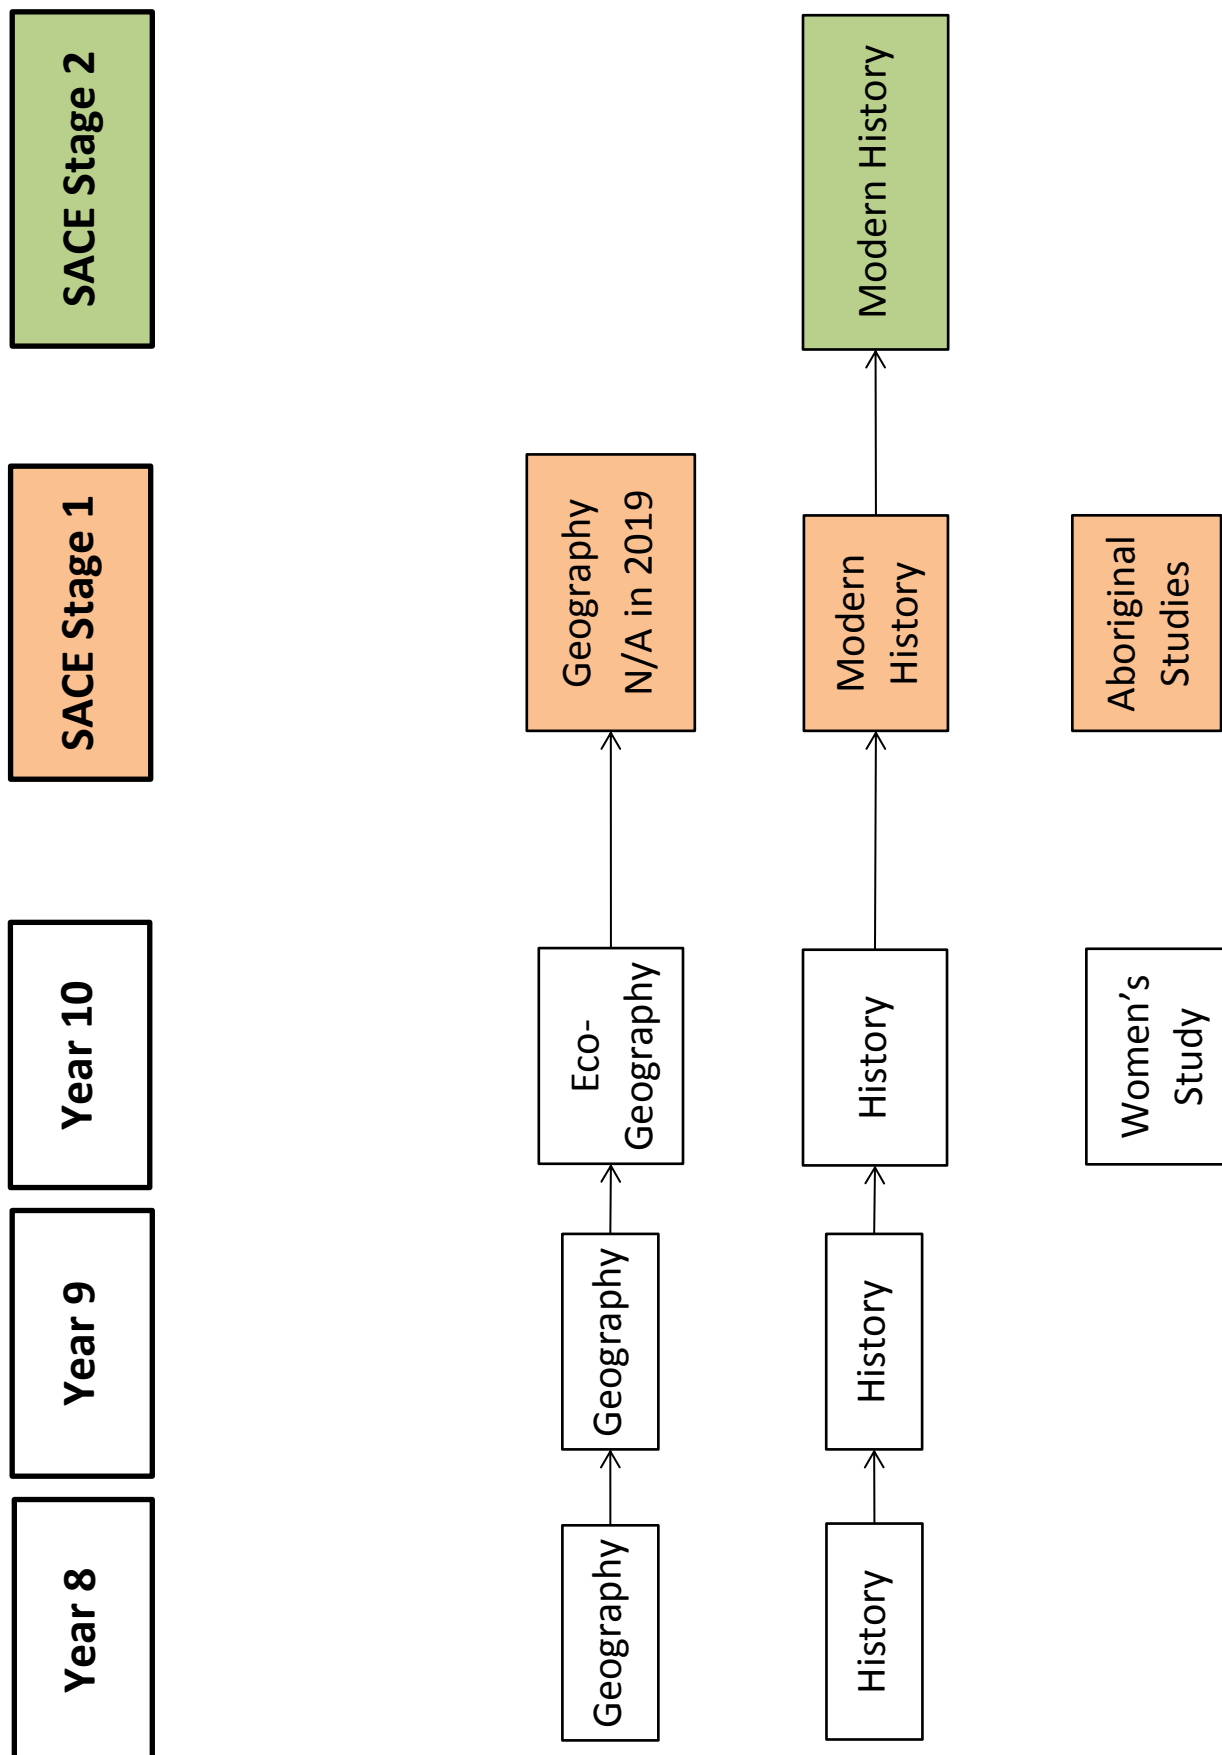 Year 8
Year 9
Year 10
SACE Stage 1
SACE Stage 2
Geography
Geography
Eco-
Geography
Geography
N/A in 2019
History
History
History
Modern
History
Modern History
Women’s
Study
Aboriginal
Studies